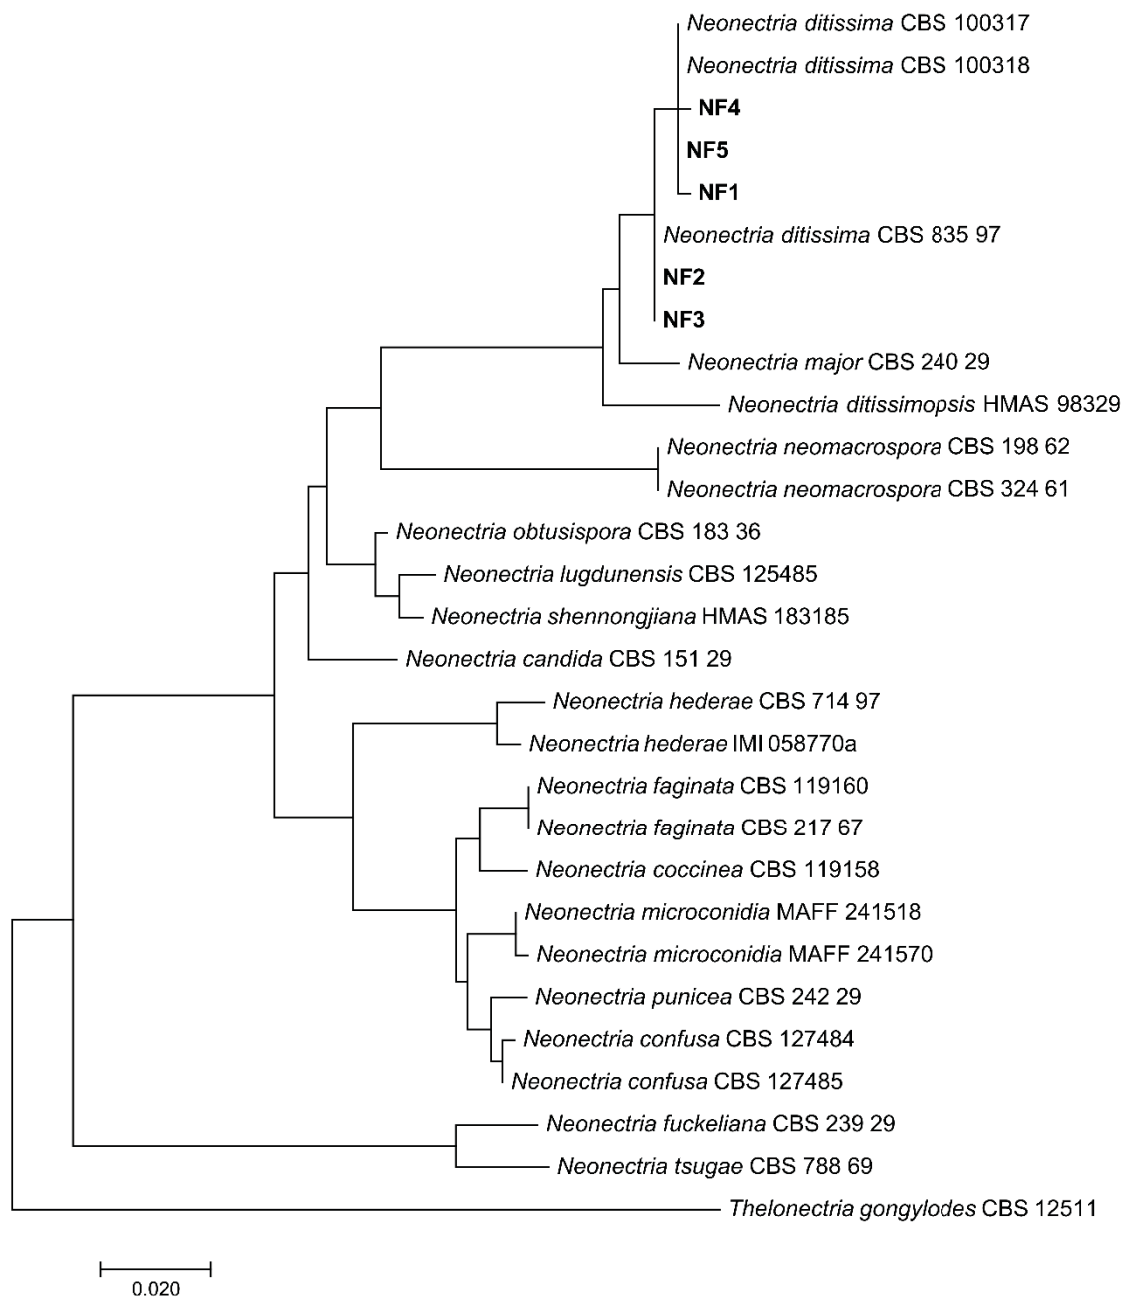 Neonectria ditissima CBS 100317
Neonectria ditissima CBS 100318
NF4
NF5
NF1
Neonectria ditissima CBS 835 97
NF2
NF3
Neonectria major CBS 240 29
Neonectria ditissimopsis HMAS 98329
Neonectria neomacrospora CBS 198 62
Neonectria neomacrospora CBS 324 61
Neonectria obtusispora CBS 183 36
Neonectria lugdunensis CBS 125485
Neonectria shennongjiana HMAS 183185
Neonectria candida CBS 151 29
Neonectria hederae CBS 714 97
Neonectria hederae IMI 058770a
Neonectria faginata CBS 119160
Neonectria faginata CBS 217 67
Neonectria coccinea CBS 119158
Neonectria microconidia MAFF 241518
Neonectria microconidia MAFF 241570
Neonectria punicea CBS 242 29
Neonectria confusa CBS 127484
Neonectria confusa CBS 127485
Neonectria fuckeliana CBS 239 29
Neonectria tsugae CBS 788 69
Thelonectria gongylodes CBS 12511
0.020